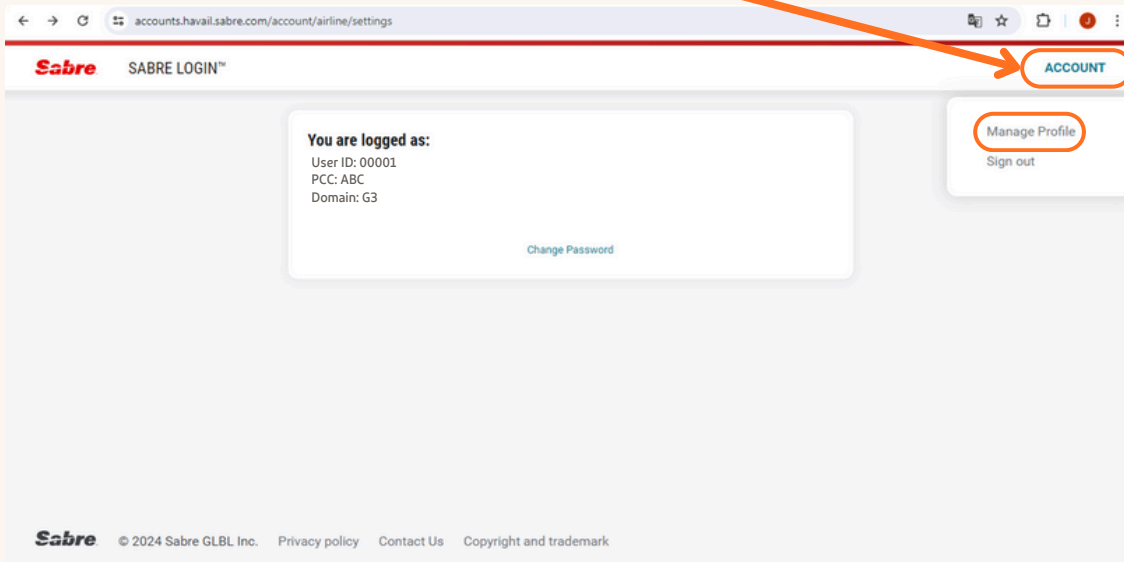 accounts.havail.sabre.com/account/airline/settings
J
Sabre SABRE LOGIN™ ACCOUNT
Manage Profile
Sign out
You are logged as:
User ID: 00001
PCC: ABC
Domain: G3
Change Password
Sabre © 2024 Sabre GLBL Inc. Privacy policy Contact Us Copyright and trademark